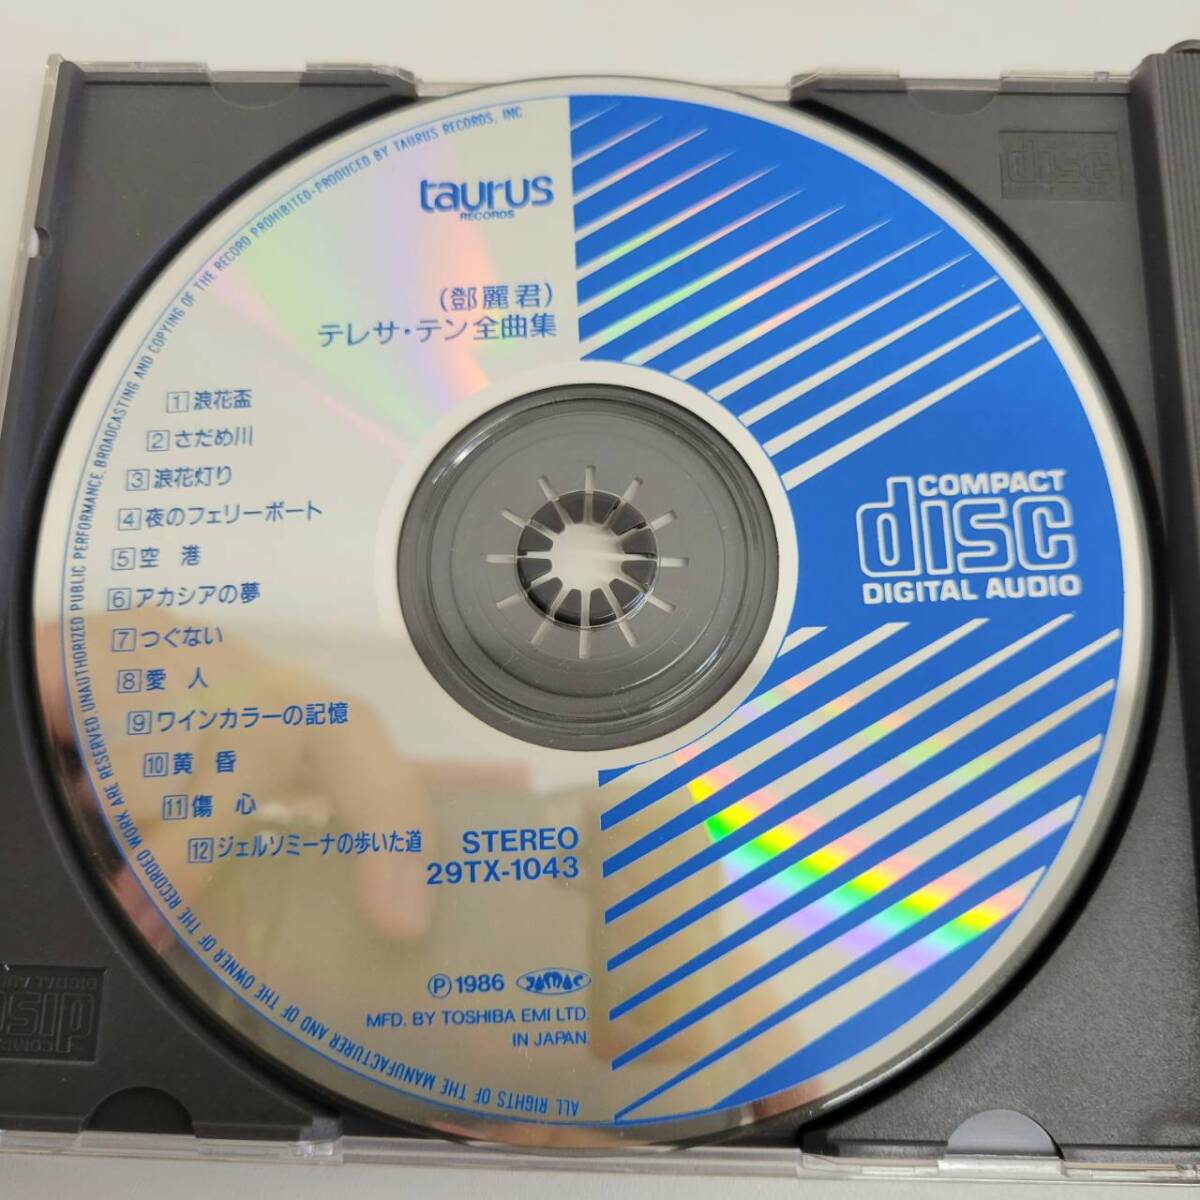 taurus
RECORDS
(鄧麗君)
テレサ・テン全曲集
1 浪花盃
2 さだめ川
3 浪花灯り
4 夜のフェリーボート
5 空 港
6 アカシアの夢
7 つぐない
8 愛 人
9 ワインカラーの記憶
10 黄 昏
11 傷 心
12 ジェルソミーナの歩いた道
STEREO
29TX-1043
Ⓟ1986 JASRAC
MFD. BY TOSHIBA EMI LTD.
IN JAPAN.
COMPACT
disc
DIGITAL AUDIO
ALL RIGHTS OF THE MANUFACTURER AND OF THE OWNER OF THE RECORDED WORK ARE RESERVED UNAUTHORIZED PUBLIC PERFORMANCE, BROADCASTING AND COPYING OF THE RECORD PROHIBITED・PRODUCED BY TAURUS RECORDS, INC.
disc
disc